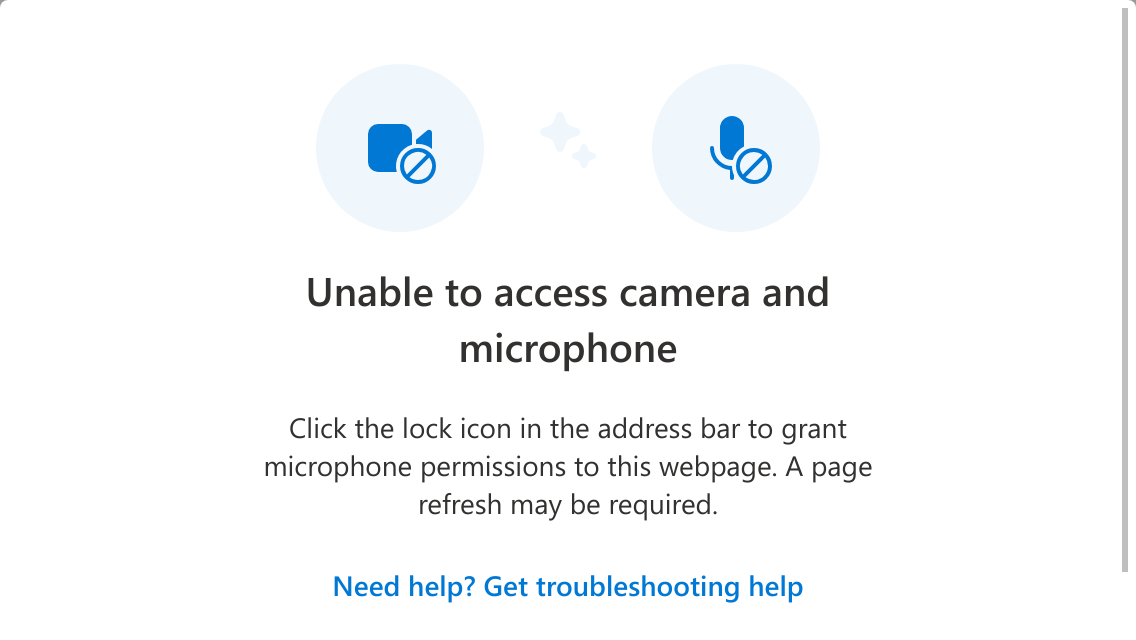 Unable to access camera and
microphone
Click the lock icon in the address bar to grant
microphone permissions to this webpage. A page
refresh may be required.
Need help? Get troubleshooting help